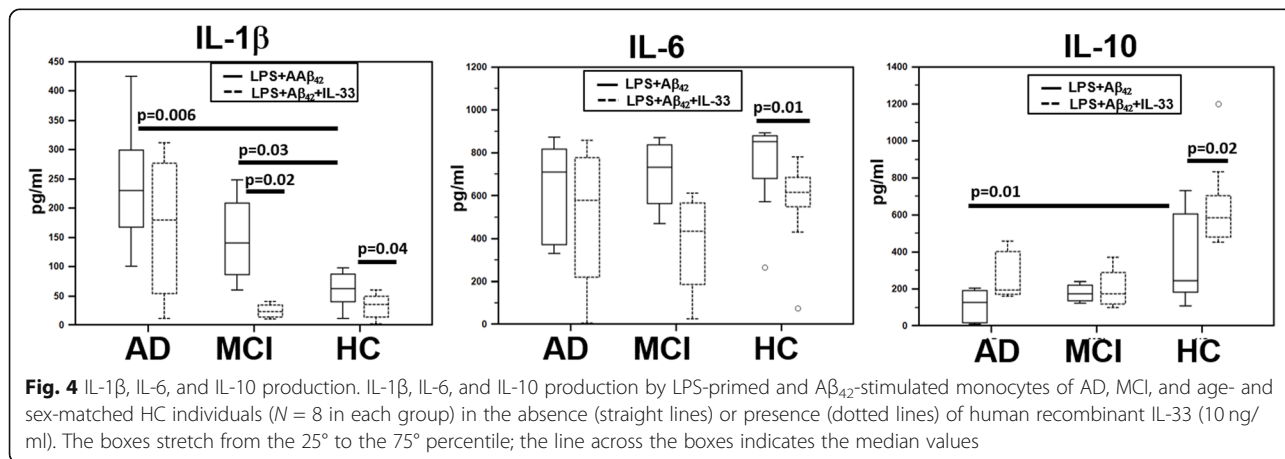 IL-1β
450
400
350
300
250
200
150
100
50
0
pg/ml
LPS+AAβ42
LPS+Aβ42+IL-33
p=0.006
p=0.03
p=0.02
p=0.04
AD MCI HC
IL-6
1000
800
600
400
200
0
pg/ml
LPS+Aβ42
LPS+Aβ42+IL-33
p=0.01
AD MCI HC
IL-10
1400
1200
1000
800
600
400
200
0
pg/ml
LPS+Aβ42
LPS+Aβ42+IL-33
p=0.01
p=0.02
AD MCI HC
Fig. 4 IL-1β, IL-6, and IL-10 production. IL-1β, IL-6, and IL-10 production by LPS-primed and Aβ42-stimulated monocytes of AD, MCI, and age- and
sex-matched HC individuals (N = 8 in each group) in the absence (straight lines) or presence (dotted lines) of human recombinant IL-33 (10 ng/
ml). The boxes stretch from the 25° to the 75° percentile; the line across the boxes indicates the median values